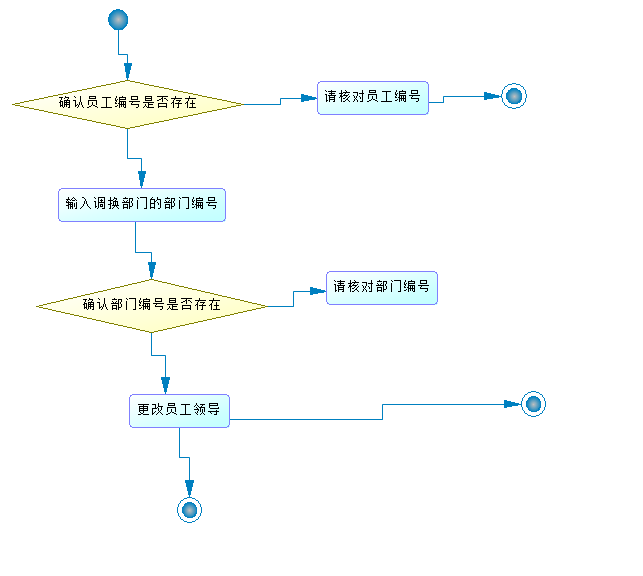 确认员工编号是否存在
请核对员工编号
输入调换部门的部门编号
请核对部门编号
确认部门编号是否存在
更改员工领导